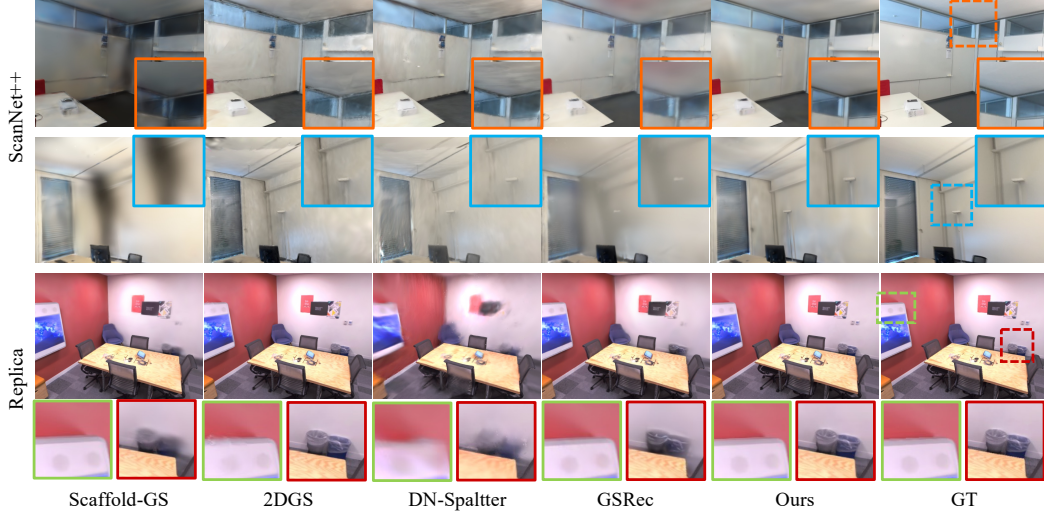 ScanNet++
Replica
Scaffold-GS
2DGS
DN-Spaltter
GSRec
Ours
GT